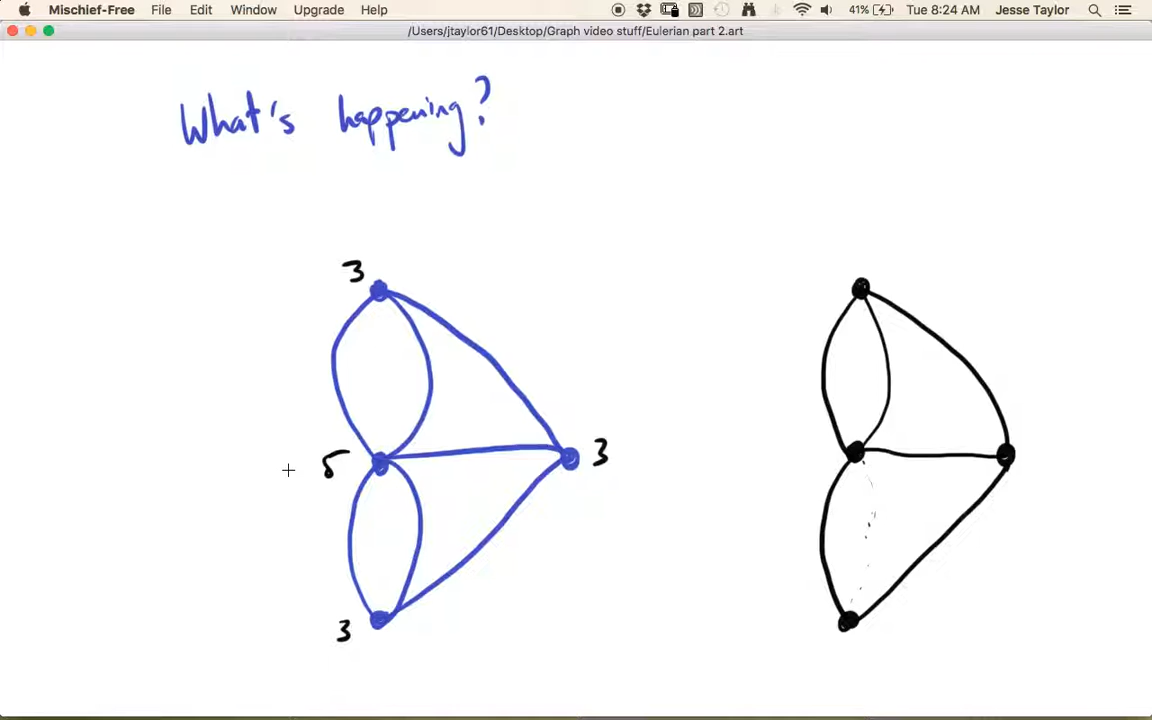 Mischief-Free File Edit Window Upgrade Help 41% Tue 8:24 AM Jesse Taylor
/Users/jtaylor61/Desktop/Graph video stuff/Eulerian part 2.art
What's happening?
3
5
3
3